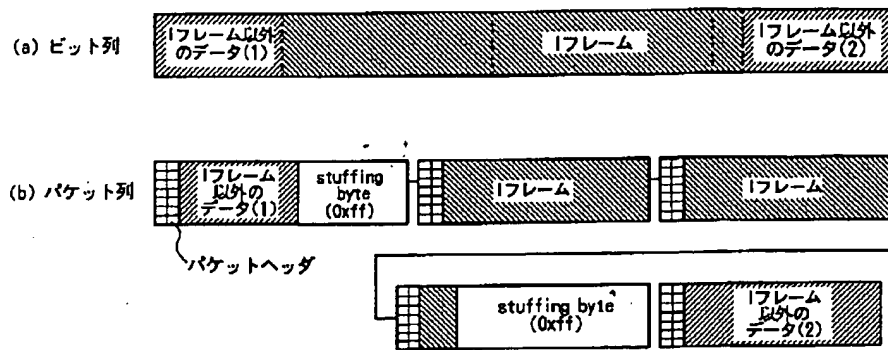 (a) ビット列
Iフレーム以外
のデータ(1)
Iフレーム
Iフレーム以外
のデータ(2)
(b) パケット列
Iフレーム
以外の
データ(1)
stuffing
byte
(0xff)
Iフレーム
Iフレーム
パケットヘッダ
stuffing byte
(0xff)
Iフレーム
以外の
データ(2)